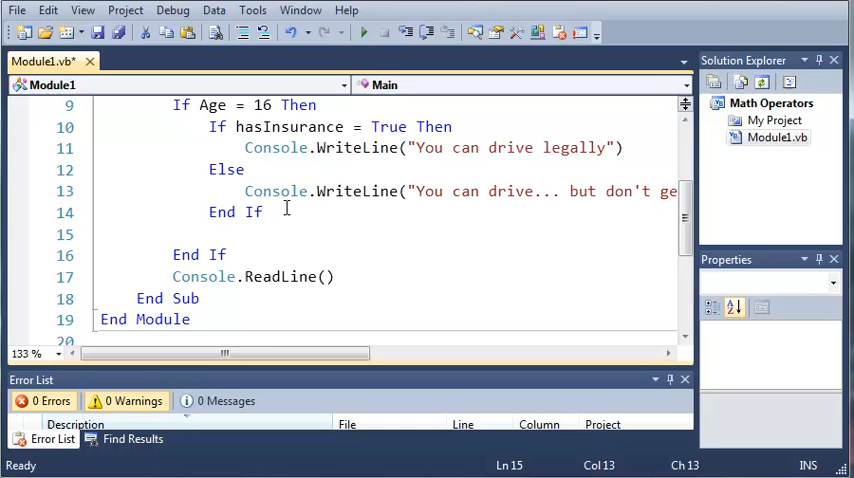 File Edit View Project Debug Data Tools Window Help
Module1.vb*
Module1 Main
9 If Age = 16 Then
10 If hasInsurance = True Then
11 Console.WriteLine("You can drive legally")
12 Else
13 Console.WriteLine("You can drive... but don't ge
14 End If
15
16 End If
17 Console.ReadLine()
18 End Sub
19 End Module
20
133 %
Solution Explorer
Math Operators
My Project
Module1.vb
Properties
Error List
0 Errors 0 Warnings 0 Messages
Description File Line Column Project
Error List Find Results
Ready Ln 15 Col 13 Ch 13 INS